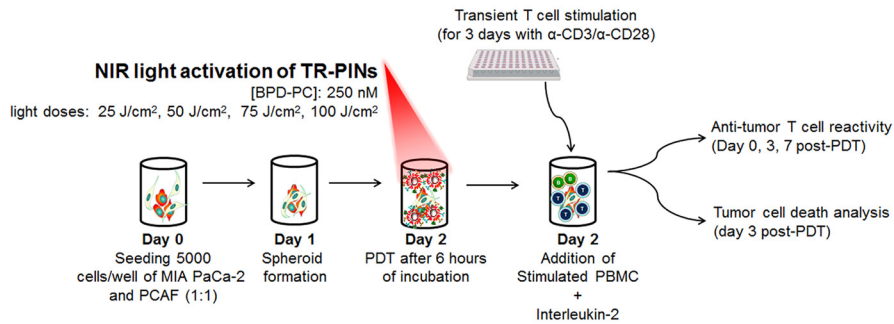 Transient T cell stimulation
(for 3 days with α-CD3/α-CD28)
NIR light activation of TR-PINs
[BPD-PC]: 250 nM
light doses: 25 J/cm², 50 J/cm², 75 J/cm², 100 J/cm²
Anti-tumor T cell reactivity
(Day 0, 3, 7 post-PDT)
Tumor cell death analysis
(day 3 post-PDT)
B
B
T
T
T
T
T
Day 0
Seeding 5000
cells/well of MIA PaCa-2
and PCAF (1:1)
Day 1
Spheroid
formation
Day 2
PDT after 6 hours
of incubation
Day 2
Addition of
Stimulated PBMC
+
Interleukin-2